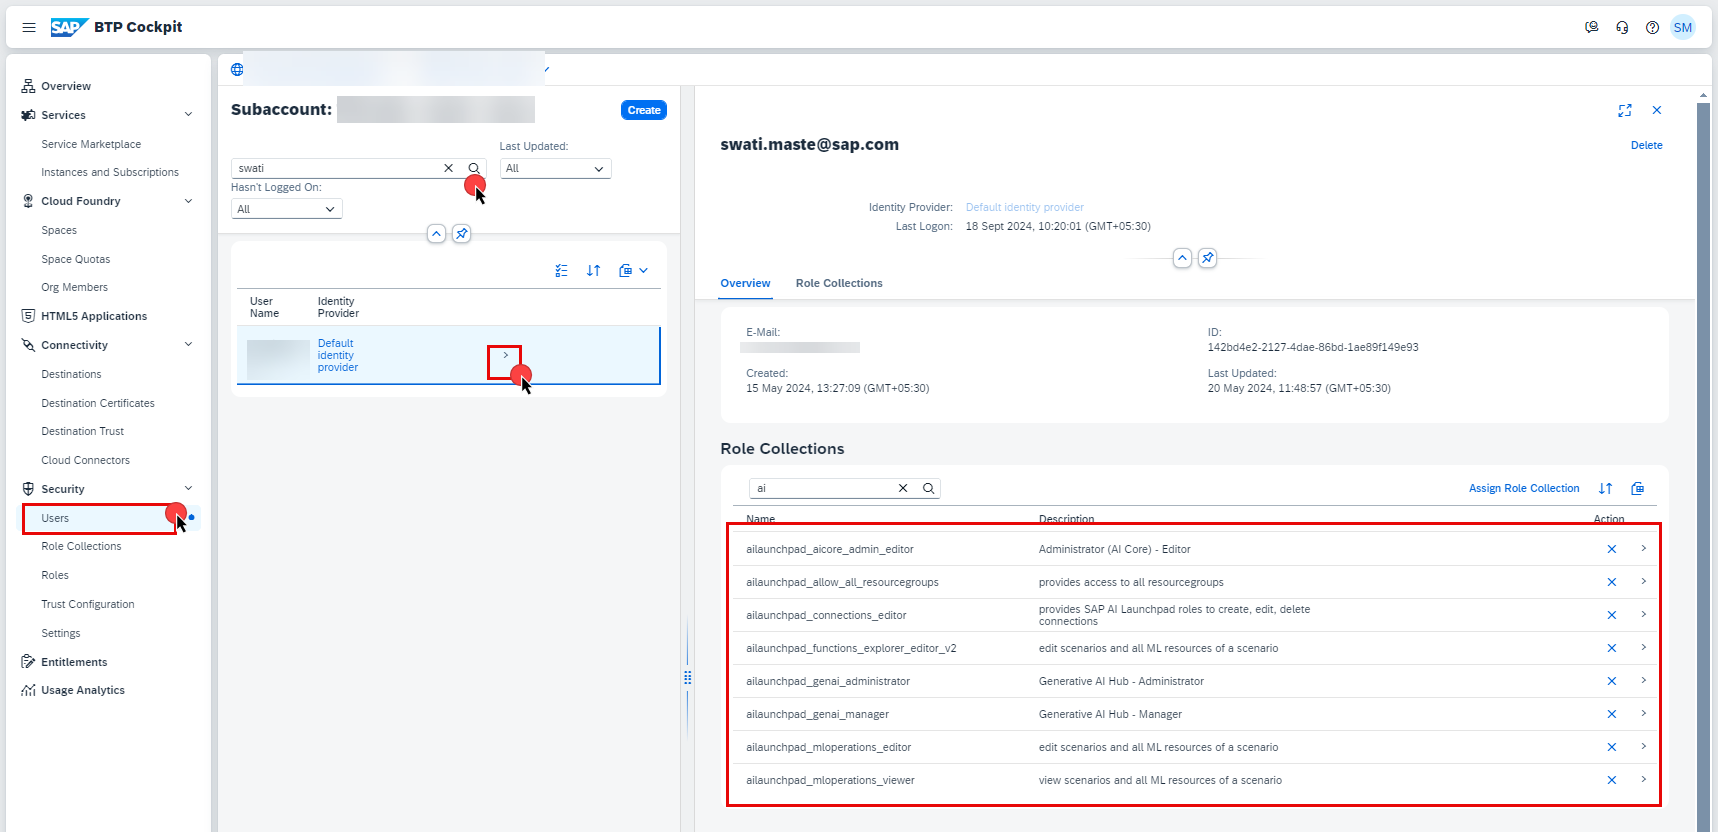 SAP BTP Cockpit
SM
Overview
Services
Service Marketplace
Instances and Subscriptions
Cloud Foundry
Spaces
Space Quotas
Org Members
HTML5 Applications
Connectivity
Destinations
Destination Certificates
Destination Trust
Cloud Connectors
Security
Users
Role Collections
Roles
Trust Configuration
Settings
Entitlements
Usage Analytics
Subaccount:
Create
Last Updated:
swati
All
Hasn't Logged On:
All
User Name
Identity Provider
Default
identity
provider
swati.maste@sap.com
Delete
Identity Provider: Default identity provider
Last Logon: 18 Sept 2024, 10:20:01 (GMT+05:30)
Overview Role Collections
E-Mail:
ID:
142bd4e2-2127-4dae-86bd-1ae89f149e93
Created:
15 May 2024, 13:27:09 (GMT+05:30)
Last Updated:
20 May 2024, 11:48:57 (GMT+05:30)
Role Collections
ai
Assign Role Collection
Name Description Action
ailaunchpad_aicore_admin_editor Administrator (AI Core) - Editor
ailaunchpad_allow_all_resourcegroups provides access to all resourcegroups
ailaunchpad_connections_editor provides SAP AI Launchpad roles to create, edit, delete
connections
ailaunchpad_functions_explorer_editor_v2 edit scenarios and all ML resources of a scenario
ailaunchpad_genai_administrator Generative AI Hub - Administrator
ailaunchpad_genai_manager Generative AI Hub - Manager
ailaunchpad_mloperations_editor edit scenarios and all ML resources of a scenario
ailaunchpad_mloperations_viewer view scenarios and all ML resources of a scenario